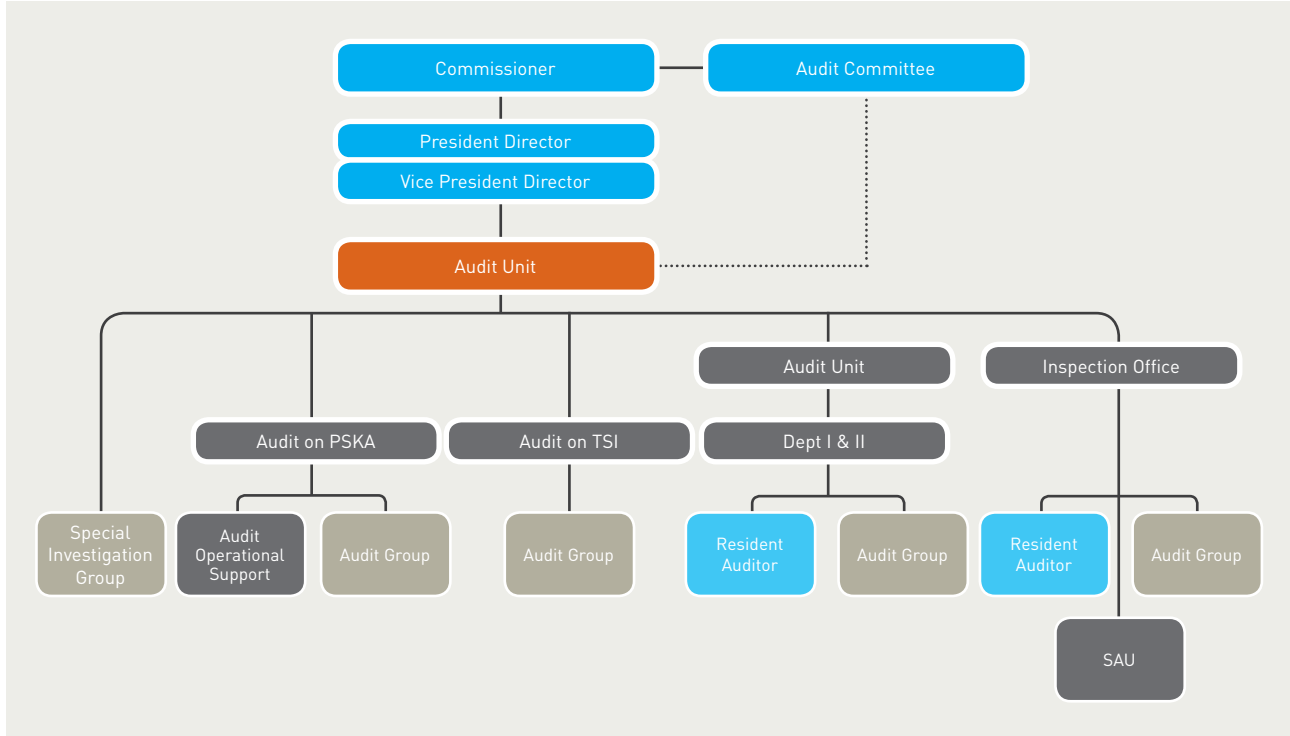 Commissioner
Audit Committee
President Director
Vice President Director
Audit Unit
Audit Unit
Inspection Office
Audit on PSKA
Audit on TSI
Dept I & II
Special
Investigation
Group
Audit
Operational
Support
Audit Group
Audit Group
Resident
Auditor
Audit Group
Resident
Auditor
Audit Group
SAU